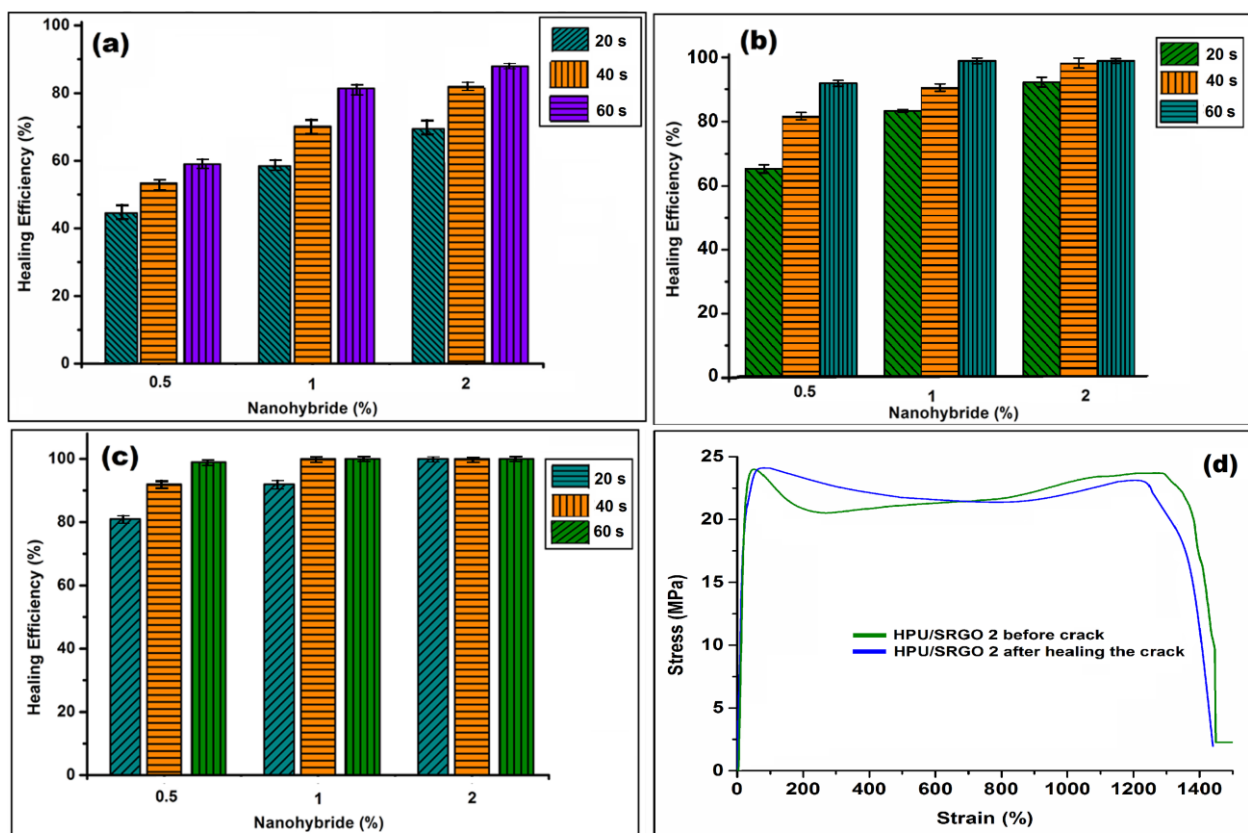 (a)
20 s
40 s
60 s
Healing Efficiency (%)
100
80
60
40
20
0
0.5
1
2
Nanohybride (%)
(b)
20 s
40 s
60 s
Healing Efficiency (%)
100
80
60
40
20
0
0.5
1
2
Nanohybride (%)
(c)
20 s
40 s
60 s
Healing Efficiency (%)
100
80
60
40
20
0
0.5
1
2
Nanohybride (%)
(d)
Stress (MPa)
25
20
15
10
5
0
HPU/SRGO 2 before crack
HPU/SRGO 2 after healing the crack
0
200
400
600
800
1000
1200
1400
Strain (%)